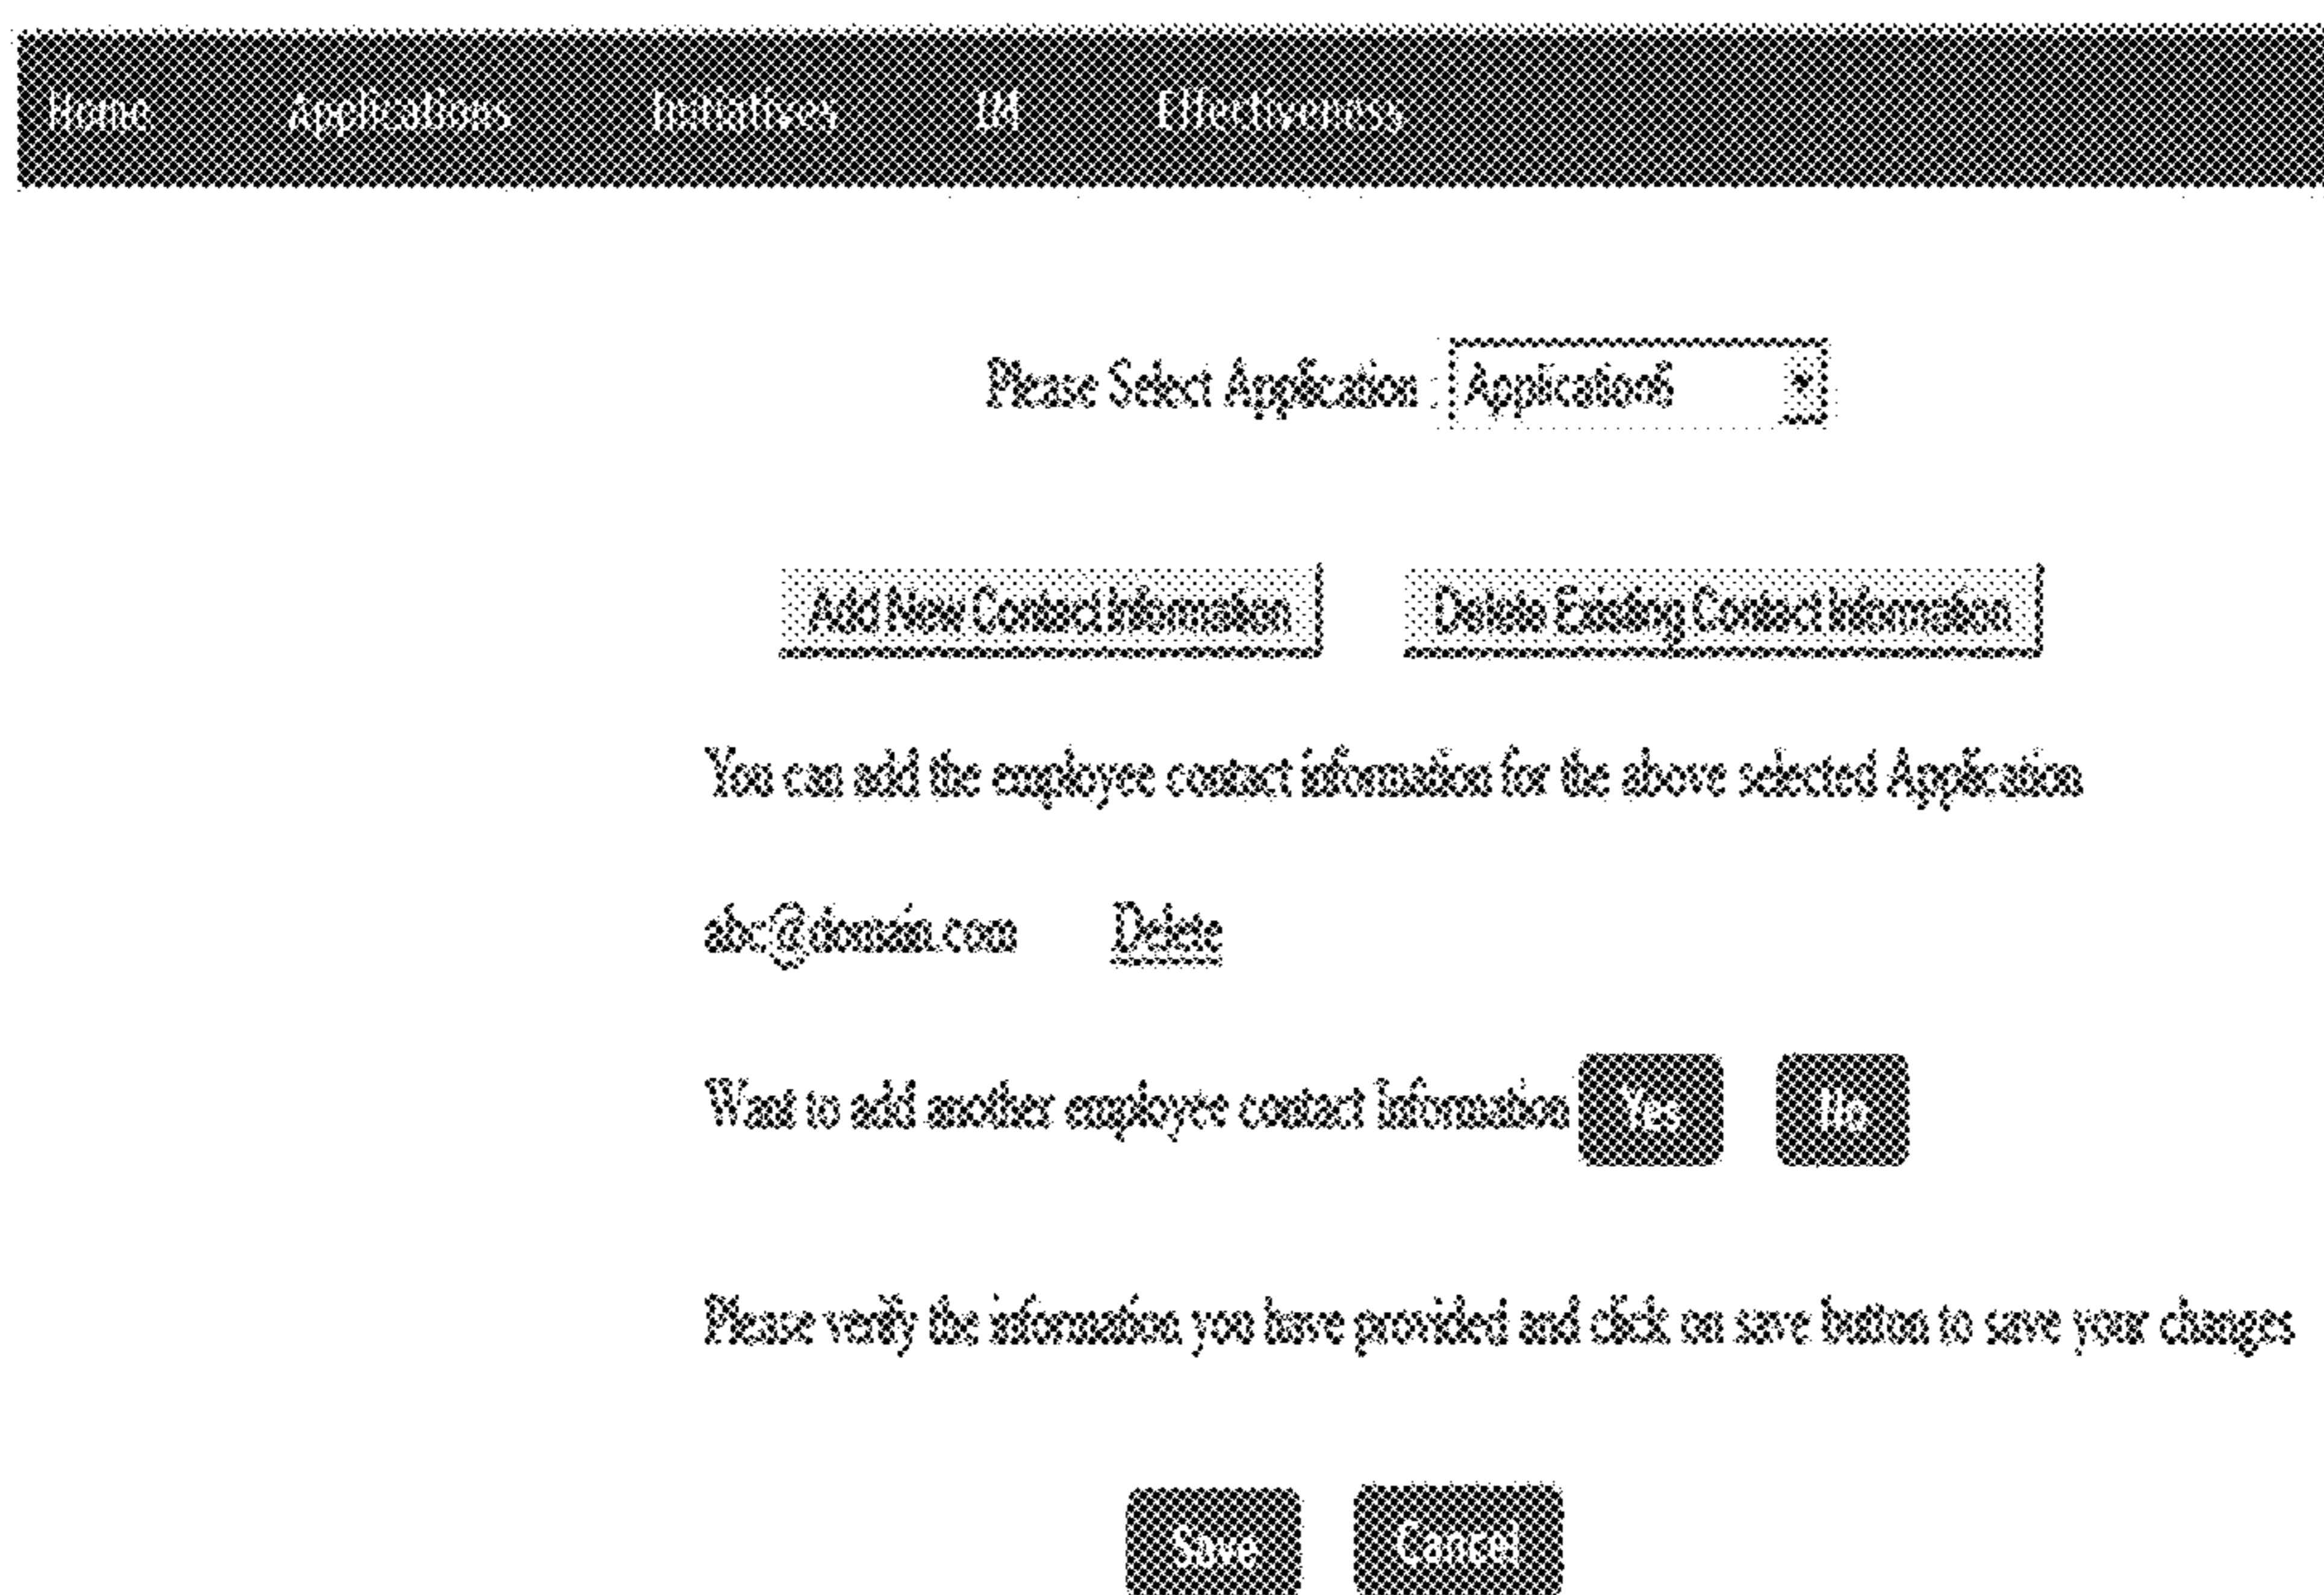 Home Applications Initiatives IM Effectiveness
Please Select Application :
Add New Contact Information Delete Existing Contact Information
You can add the employee contact information for the above selected Application
abc@domain.com Delete
Want to add another employee contact Information Yes No
Please verify the information you have provided and click on save button to save your changes
Save Cancel